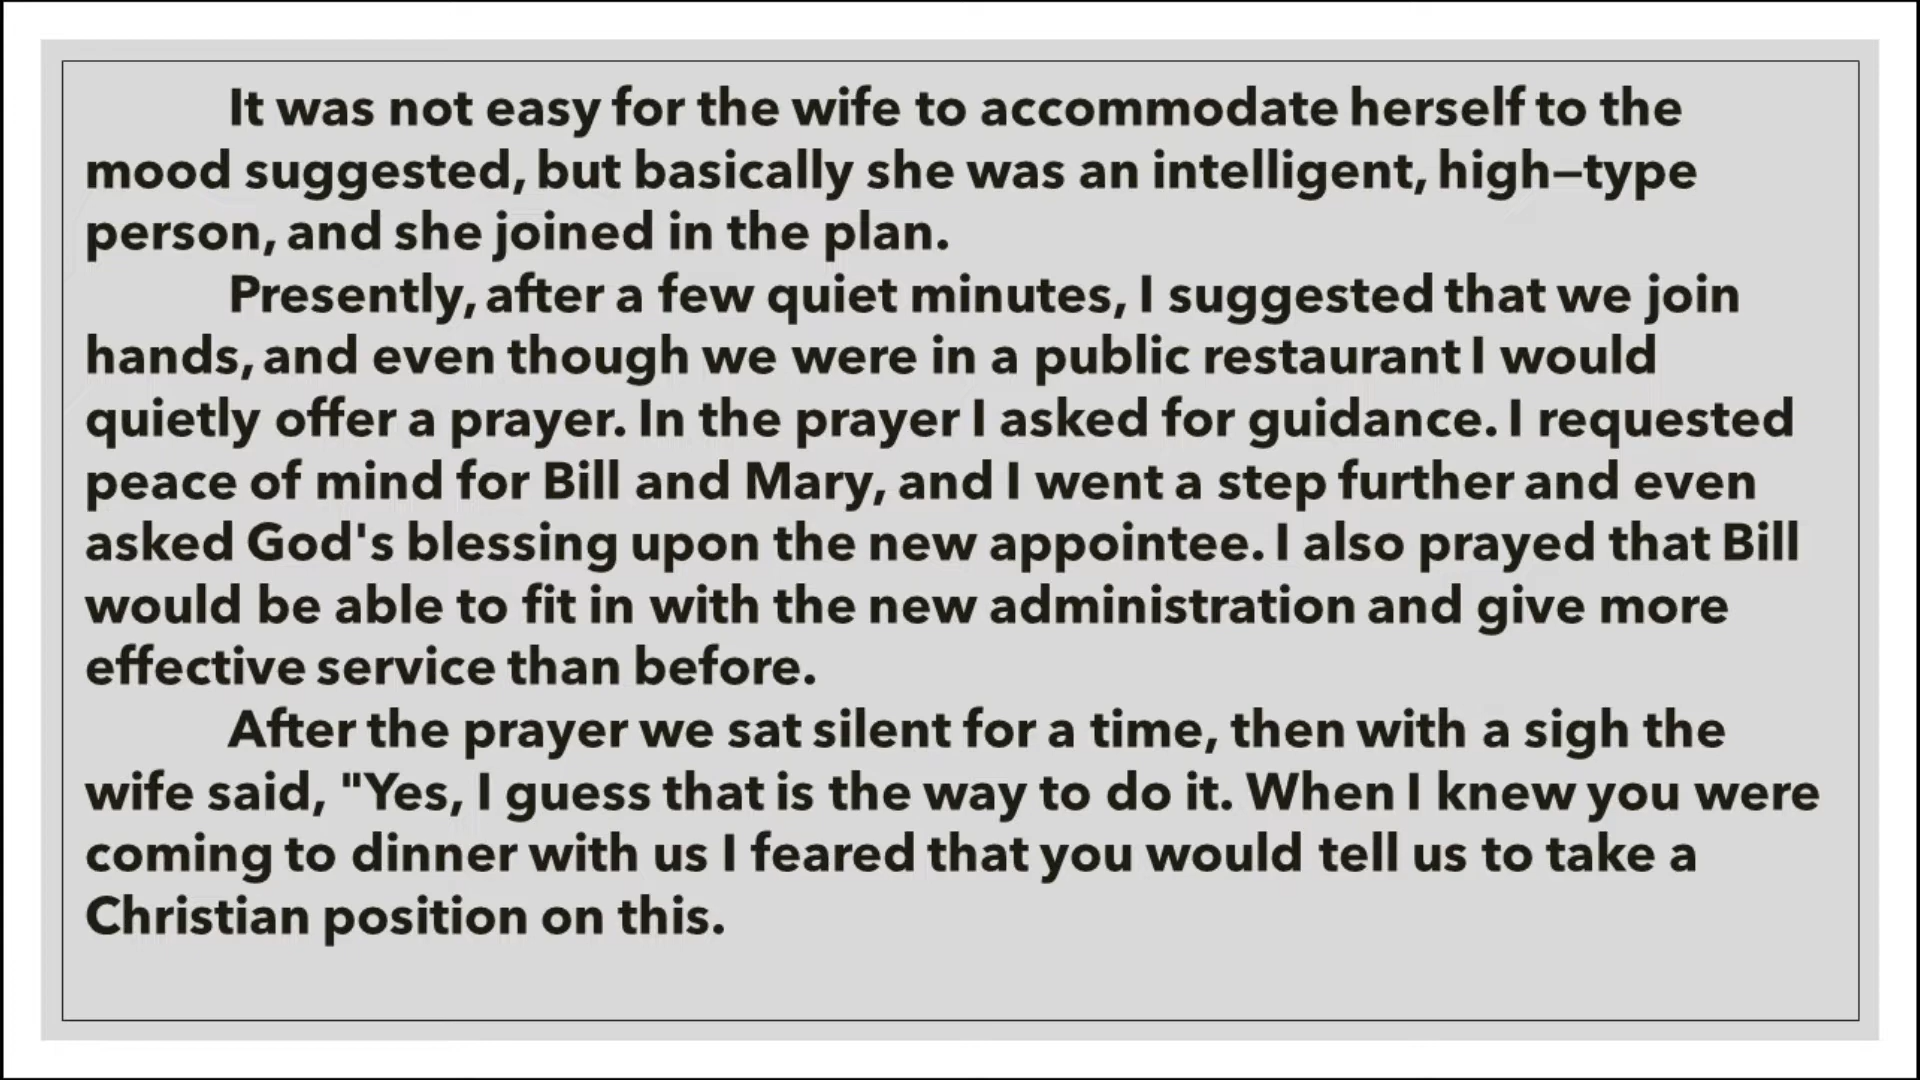 It was not easy for the wife to accommodate herself to the
mood suggested, but basically she was an intelligent, high–type
person, and she joined in the plan.
Presently, after a few quiet minutes, I suggested that we join
hands, and even though we were in a public restaurant I would
quietly offer a prayer. In the prayer I asked for guidance. I requested
peace of mind for Bill and Mary, and I went a step further and even
asked God's blessing upon the new appointee. I also prayed that Bill
would be able to fit in with the new administration and give more
effective service than before.
After the prayer we sat silent for a time, then with a sigh the
wife said, "Yes, I guess that is the way to do it. When I knew you were
coming to dinner with us I feared that you would tell us to take a
Christian position on this.